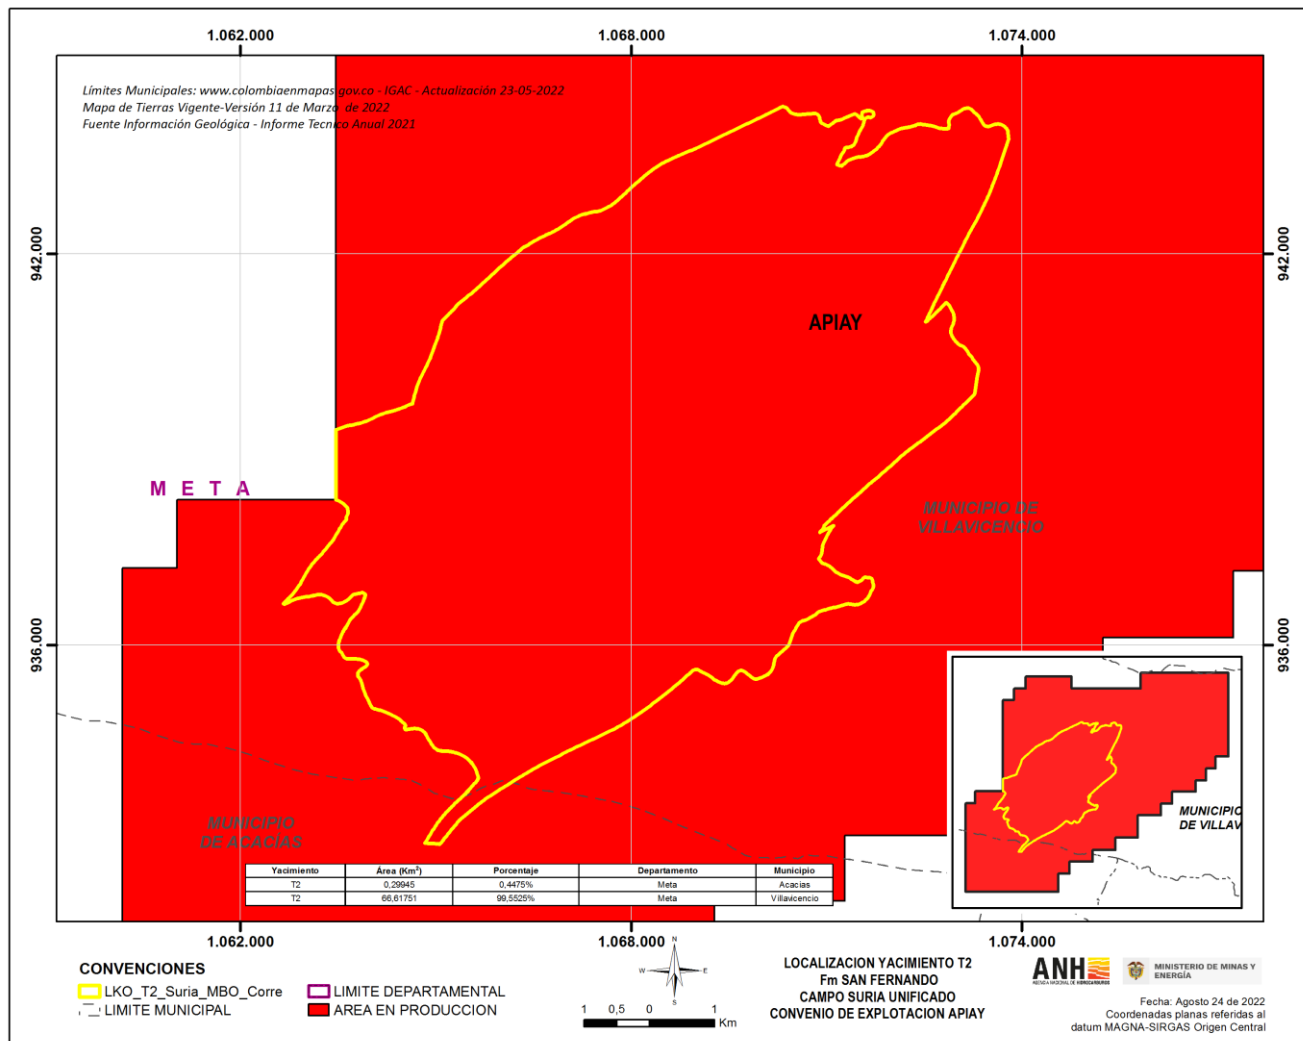 1.062.000 1.068.000 1.074.000
Límites Municipales: www.colombiaenmapas.gov.co - IGAC - Actualización 23-05-2022
Mapa de Tierras Vigente-Versión 11 de Marzo de 2022
Fuente Información Geológica - Informe Tecnico Anual 2021
942.000 942.000
APIAY
META
MUNICIPIO DE
VILLAVICENCIO
936.000 936.000
MUNICIPIO
DE VILLAV
MUNICIPIO
DE ACACÍAS
Yacimiento Área (Km²) Porcentaje Departamento Municipio
T2 0,29945 0,4475% Meta Acacias
T2 66,61751 99,5525% Meta Villavicencio
1.062.000 1.068.000 1.074.000
CONVENCIONES
LKO_T2_Suria_MBO_Corre
LIMITE DEPARTAMENTAL
LIMITE MUNICIPAL
AREA EN PRODUCCION
N
W E
S
1 0,5 0 1
Km
LOCALIZACION YACIMIENTO T2
Fm SAN FERNANDO
CAMPO SURIA UNIFICADO
CONVENIO DE EXPLOTACION APIAY
ANH
AGENCIA NACIONAL DE HIDROCARBUROS
MINISTERIO DE MINAS Y
ENERGÍA
Fecha: Agosto 24 de 2022
Coordenadas planas referidas al
datum MAGNA-SIRGAS Origen Central